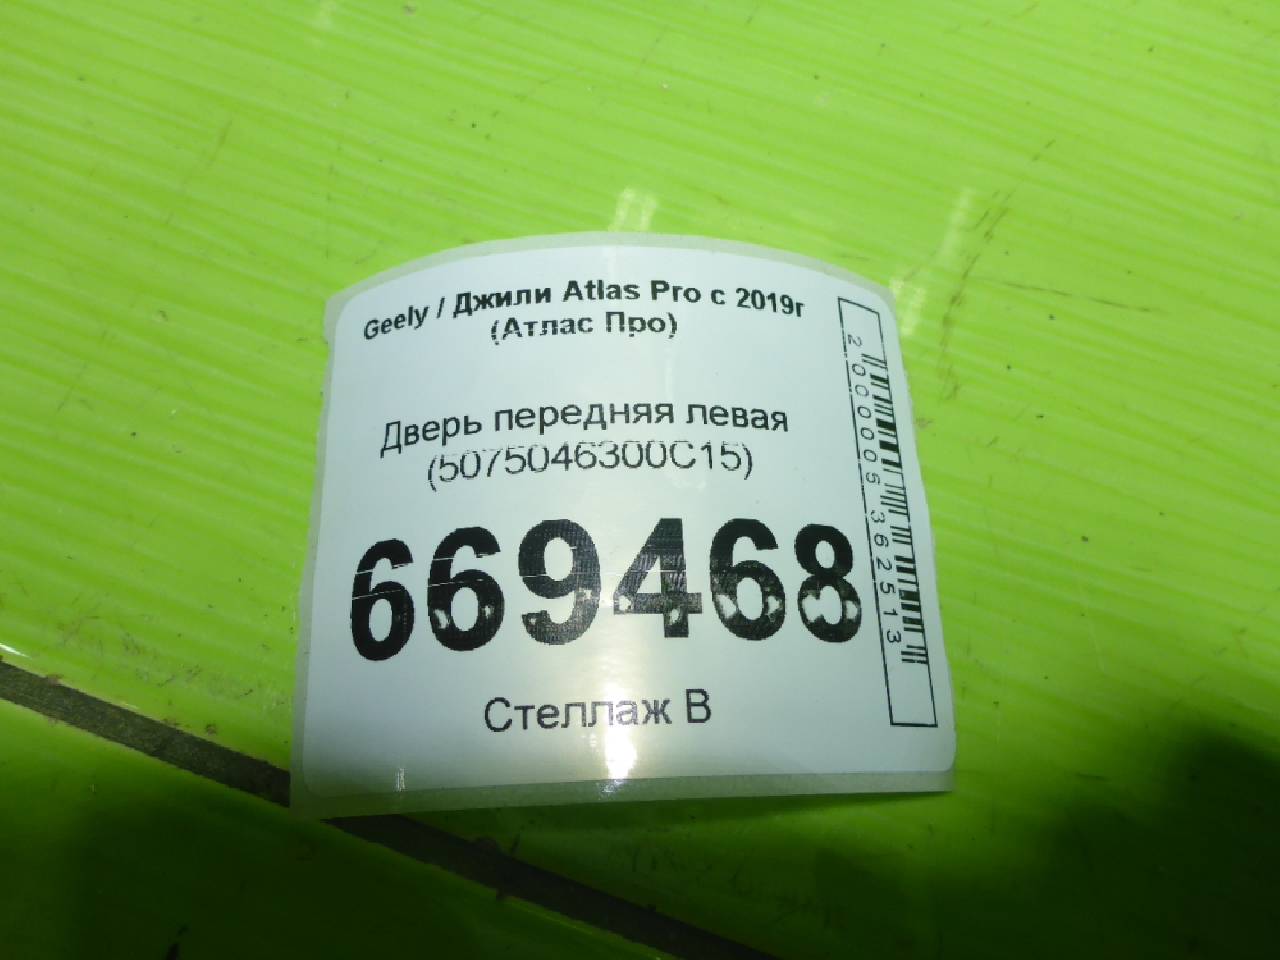 Geely / Джили Atlas Pro с 2019г
(Атлас Про)
Дверь передняя левая
(5075046300C15)
669468
Стеллаж В
2000005362513